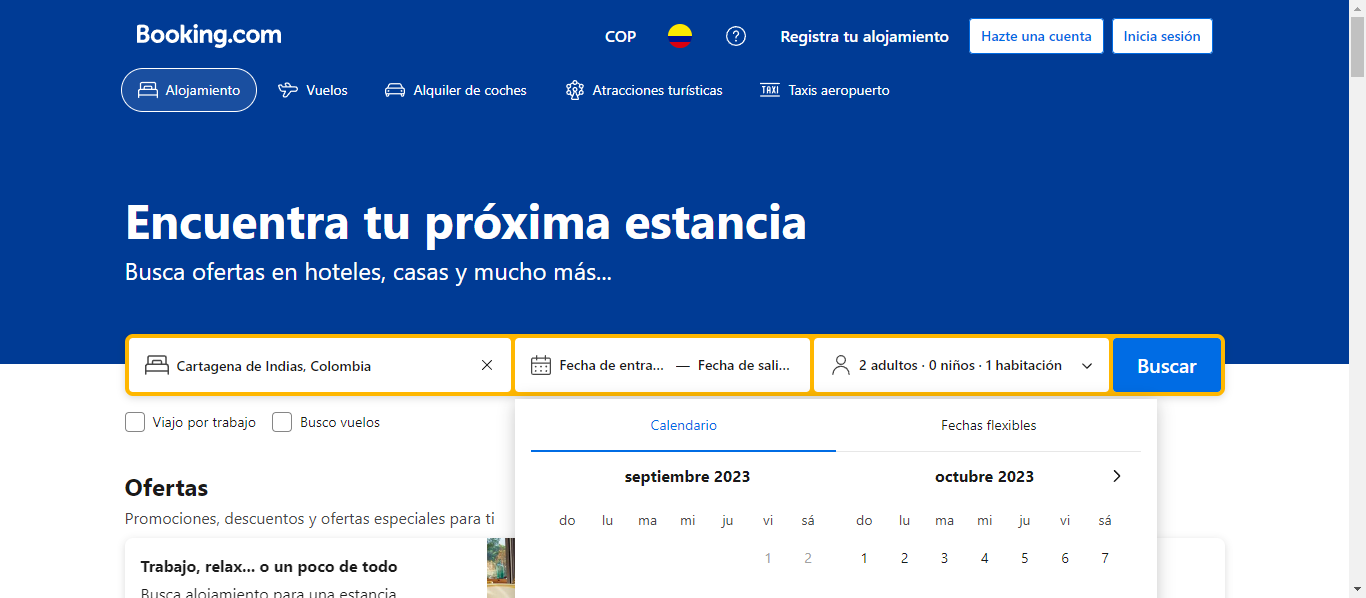 Booking.com
COP
Registra tu alojamiento
Hazte una cuenta
Inicia sesión
Alojamiento
Vuelos
Alquiler de coches
Atracciones turísticas
TAXI
Taxis aeropuerto
Encuentra tu próxima estancia
Busca ofertas en hoteles, casas y mucho más...
Cartagena de Indias, Colombia
Fecha de entra... — Fecha de sali...
2 adultos · 0 niños · 1 habitación
Buscar
Viajo por trabajo
Busco vuelos
Calendario
Fechas flexibles
septiembre 2023
octubre 2023
do lu ma mi ju vi sá
do lu ma mi ju vi sá
1 2
1 2 3 4 5 6 7
Ofertas
Promociones, descuentos y ofertas especiales para ti
Trabajo, relax... o un poco de todo
Busca alojamiento para una estancia